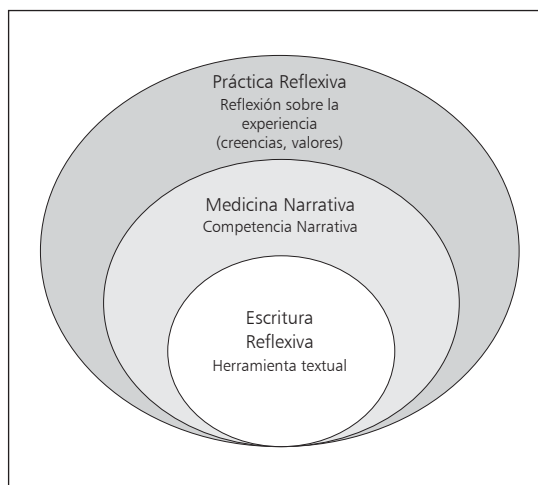 Práctica Reflexiva
Reflexión sobre la
experiencia
(creencias, valores)
Medicina Narrativa
Competencia Narrativa
Escritura
Reflexiva
Herramienta textual